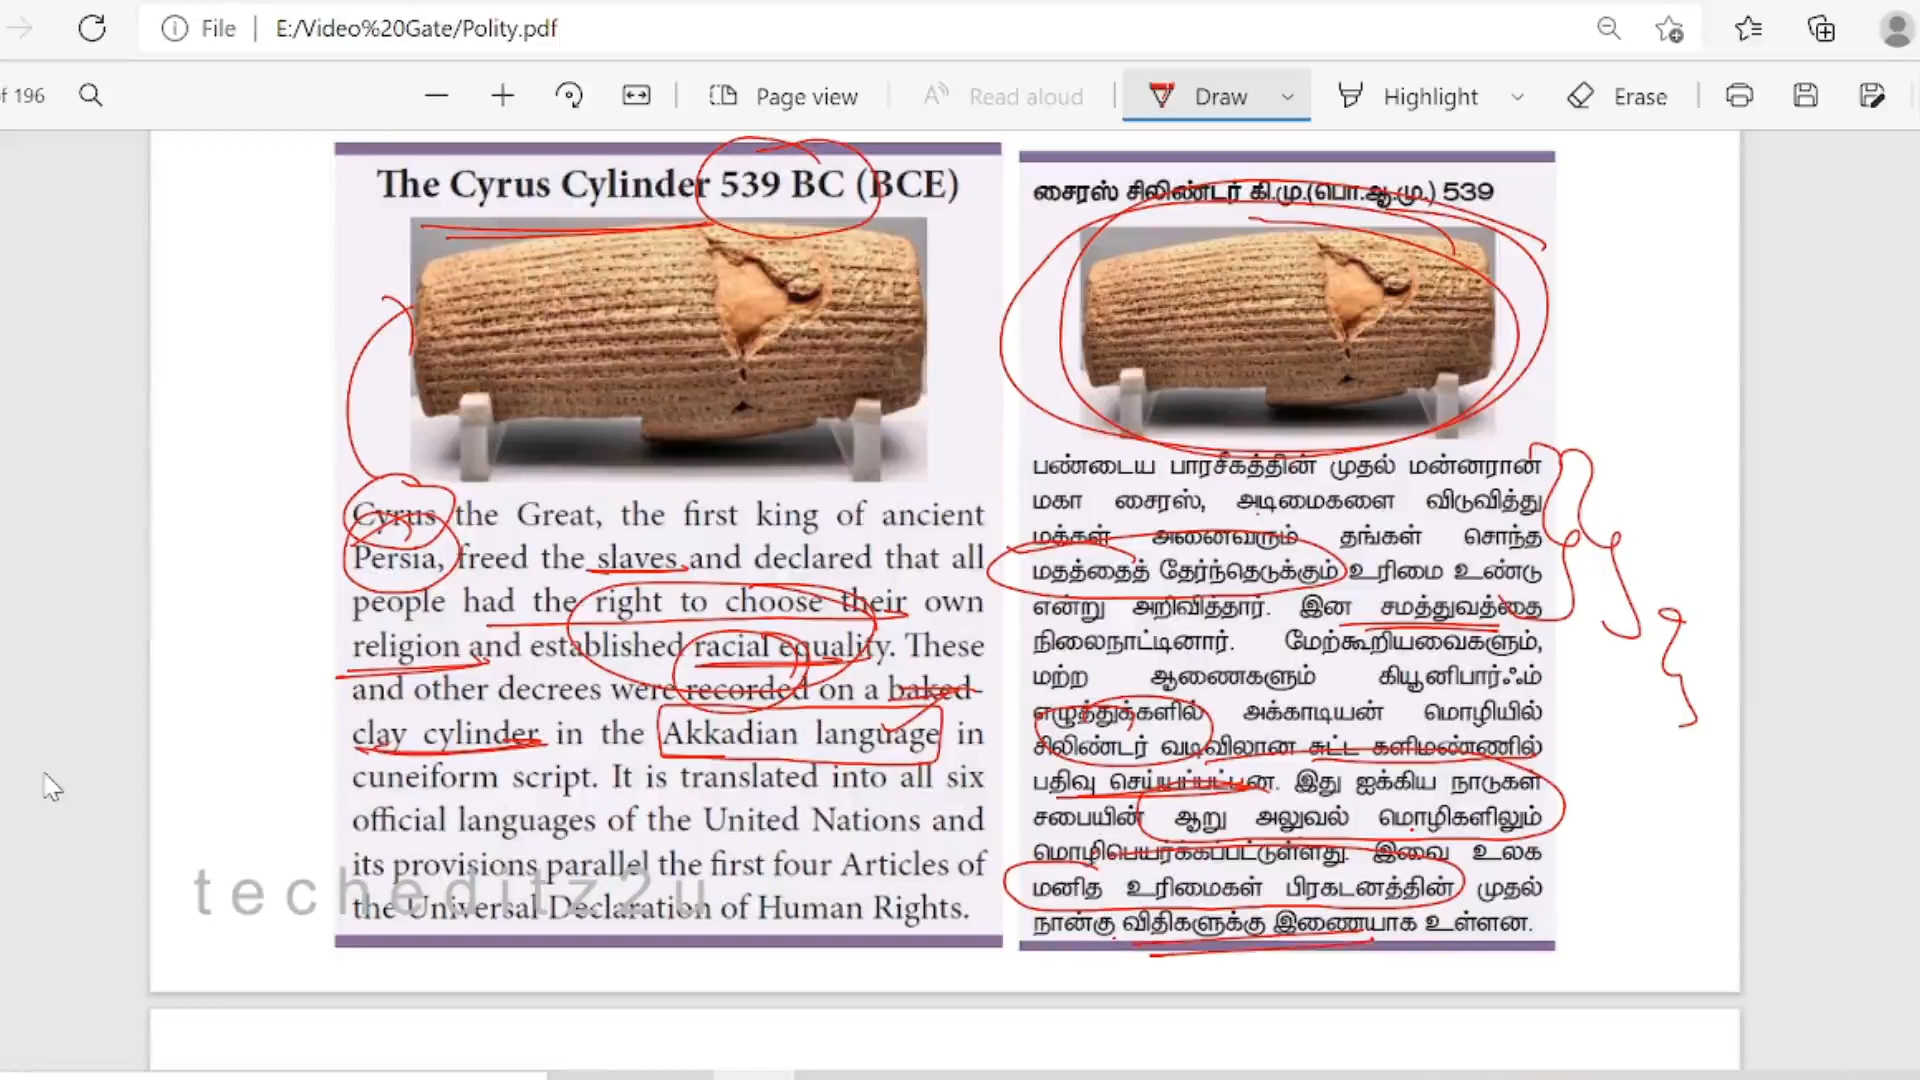 File
E:/Video%20Gate/Polity.pdf
of 196
Page view
Read aloud
Draw
Highlight
Erase
The Cyrus Cylinder 539 BC (BCE)
Cyrus the Great, the first king of ancient
Persia, freed the slaves and declared that all
people had the right to choose their own
religion and established racial equality. These
and other decrees were recorded on a baked-
clay cylinder in the Akkadian language in
cuneiform script. It is translated into all six
official languages of the United Nations and
its provisions parallel the first four Articles of
the Universal Declaration of Human Rights.
சைரஸ் சிலிண்டர் கி.மு.(பொ.ஆ.மு.) 539
பண்டைய பாரசீகத்தின் முதல் மன்னரான
மகா சைரஸ், அடிமைகளை விடுவித்து
மக்கள் அனைவரும் தங்கள் சொந்த
மதத்தைத் தேர்ந்தெடுக்கும் உரிமை உண்டு
என்று அறிவித்தார். இன சமத்துவத்தை
நிலைநாட்டினார். மேற்கூறியவைகளும்,
மற்ற ஆணைகளும் கியூனிபார்ஃம்
எழுத்துக்களில் அக்காடியன் மொழியில்
சிலிண்டர் வடிவிலான சுட்ட களிமண்ணில்
பதிவு செய்யப்பட்டன. இது ஐக்கிய நாடுகள்
சபையின் ஆறு அலுவல் மொழிகளிலும்
மொழிபெயர்க்கப்பட்டுள்ளது. இவை உலக
மனித உரிமைகள் பிரகடனத்தின் முதல்
நான்கு விதிகளுக்கு இணையாக உள்ளன.
techeditz2u